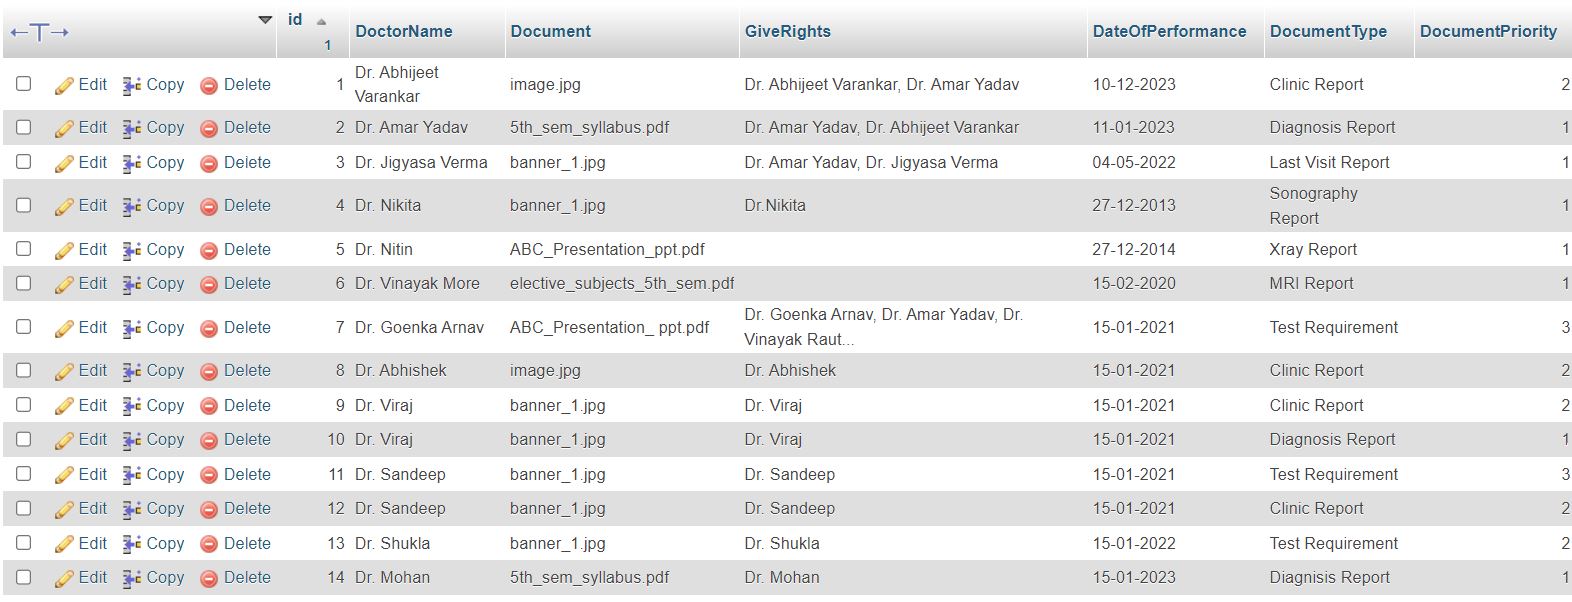 id 1 DoctorName Document GiveRights DateOfPerformance DocumentType DocumentPriority
Edit Copy Delete 1 Dr. Abhijeet Varankar image.jpg Dr. Abhijeet Varankar, Dr. Amar Yadav 10-12-2023 Clinic Report 2
Edit Copy Delete 2 Dr. Amar Yadav 5th_sem_syllabus.pdf Dr. Amar Yadav, Dr. Abhijeet Varankar 11-01-2023 Diagnosis Report 1
Edit Copy Delete 3 Dr. Jigyasa Verma banner_1.jpg Dr. Amar Yadav, Dr. Jigyasa Verma 04-05-2022 Last Visit Report 1
Edit Copy Delete 4 Dr. Nikita banner_1.jpg Dr.Nikita 27-12-2013 Sonography Report 1
Edit Copy Delete 5 Dr. Nitin ABC_Presentation_ppt.pdf 27-12-2014 Xray Report 1
Edit Copy Delete 6 Dr. Vinayak More elective_subjects_5th_sem.pdf 15-02-2020 MRI Report 1
Edit Copy Delete 7 Dr. Goenka Arnav ABC_Presentation_ ppt.pdf Dr. Goenka Arnav, Dr. Amar Yadav, Dr. Vinayak Raut... 15-01-2021 Test Requirement 3
Edit Copy Delete 8 Dr. Abhishek image.jpg Dr. Abhishek 15-01-2021 Clinic Report 2
Edit Copy Delete 9 Dr. Viraj banner_1.jpg Dr. Viraj 15-01-2021 Clinic Report 2
Edit Copy Delete 10 Dr. Viraj banner_1.jpg Dr. Viraj 15-01-2021 Diagnosis Report 1
Edit Copy Delete 11 Dr. Sandeep banner_1.jpg Dr. Sandeep 15-01-2021 Test Requirement 3
Edit Copy Delete 12 Dr. Sandeep banner_1.jpg Dr. Sandeep 15-01-2021 Clinic Report 2
Edit Copy Delete 13 Dr. Shukla banner_1.jpg Dr. Shukla 15-01-2022 Test Requirement 2
Edit Copy Delete 14 Dr. Mohan 5th_sem_syllabus.pdf Dr. Mohan 15-01-2023 Diagnisis Report 1